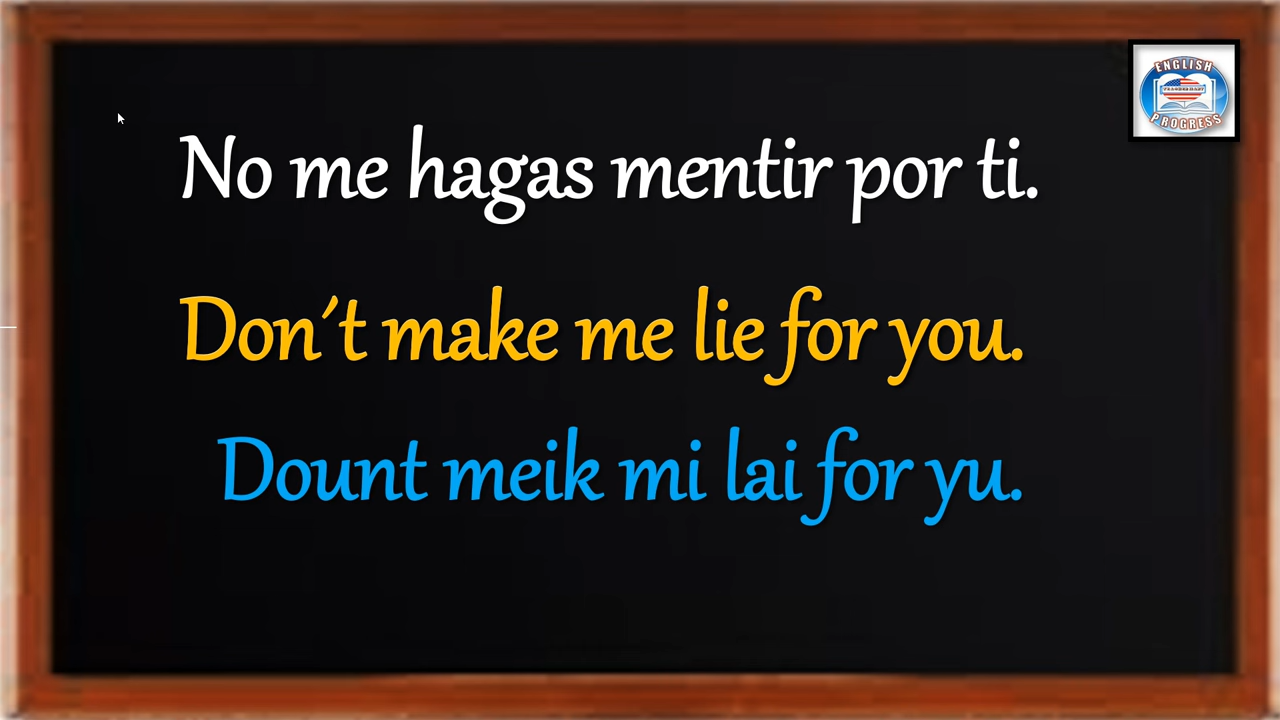 ENGLISH
PROGRESS
No me hagas mentir por ti.
Don´t make me lie for you.
Dount meik mi lai for yu.